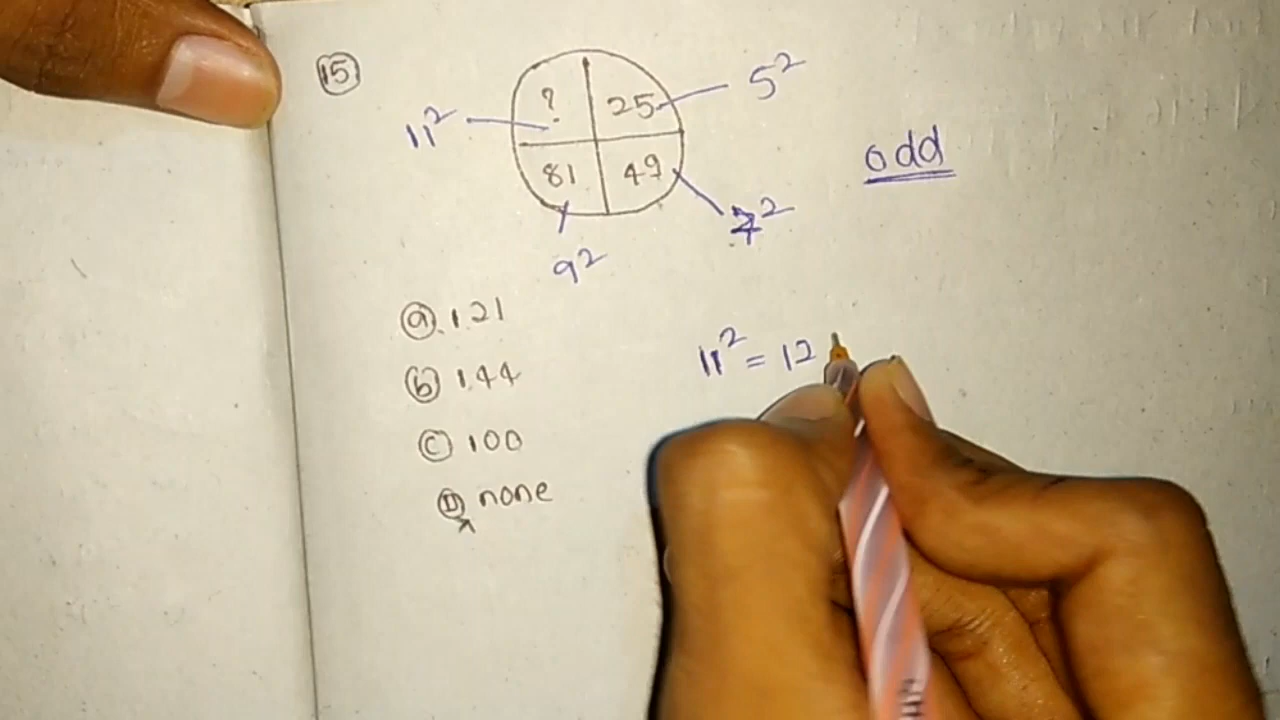 15
? 25 5²
11²
odd
81 49
7²
9²
a 121
11² = 12
b 144
c 100
D none